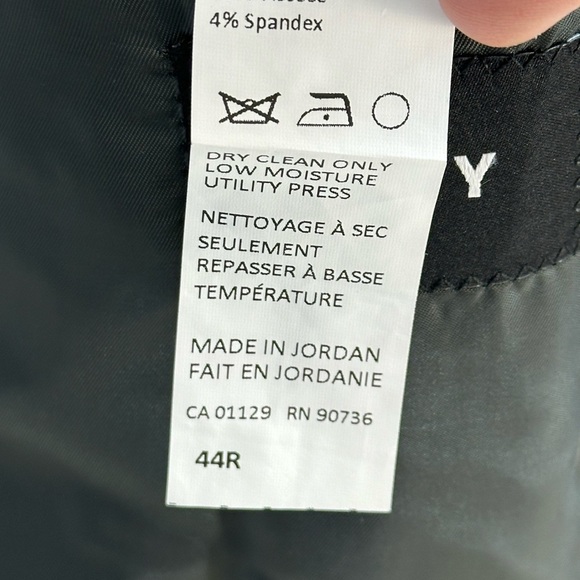 4% Spandex
DRY CLEAN ONLY
LOW MOISTURE
UTILITY PRESS
NETTOYAGE À SEC
SEULEMENT
REPASSER À BASSE
TEMPÉRATURE
MADE IN JORDAN
FAIT EN JORDANIE
CA 01129 RN 90736
44R
Y